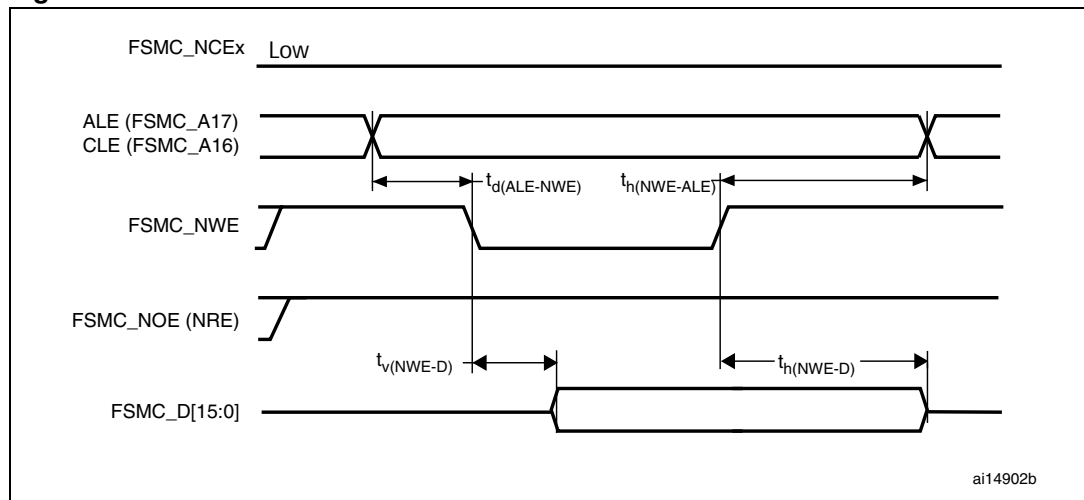 FSMC_NCEx Low
ALE (FSMC_A17)
CLE (FSMC_A16)
td(ALE-NWE) th(NWE-ALE)
FSMC_NWE
FSMC_NOE (NRE)
tv(NWE-D) th(NWE-D)
FSMC_D[15:0]
ai14902b